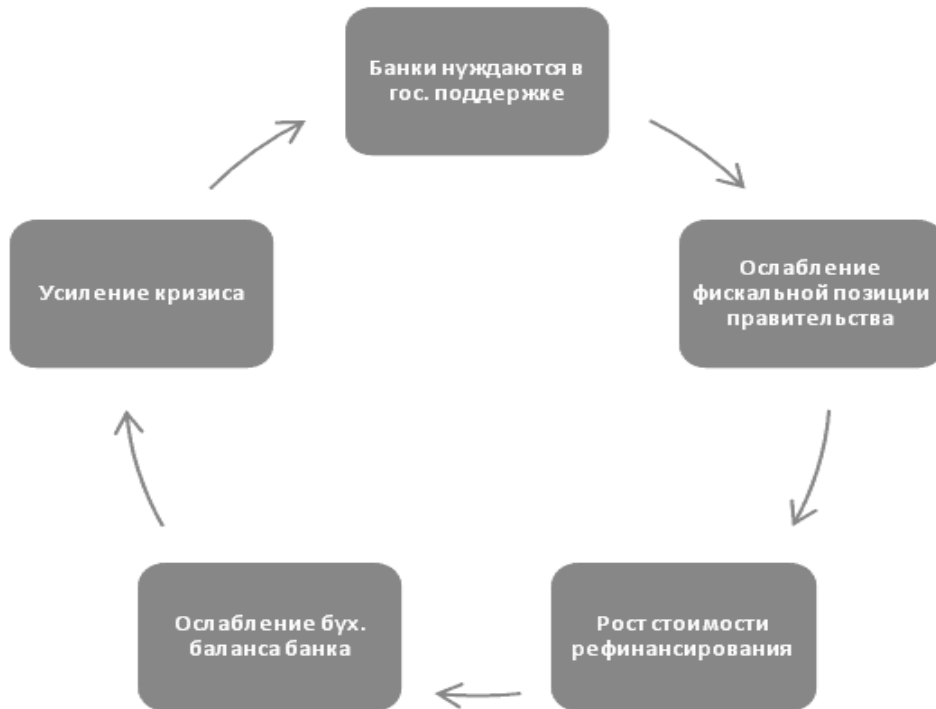 Банки нуждаются в
гос. поддержке
Ослабление
фискальной позиции
правительства
Рост стоимости
рефинансирования
Ослабление бух.
баланса банка
Усиление кризиса